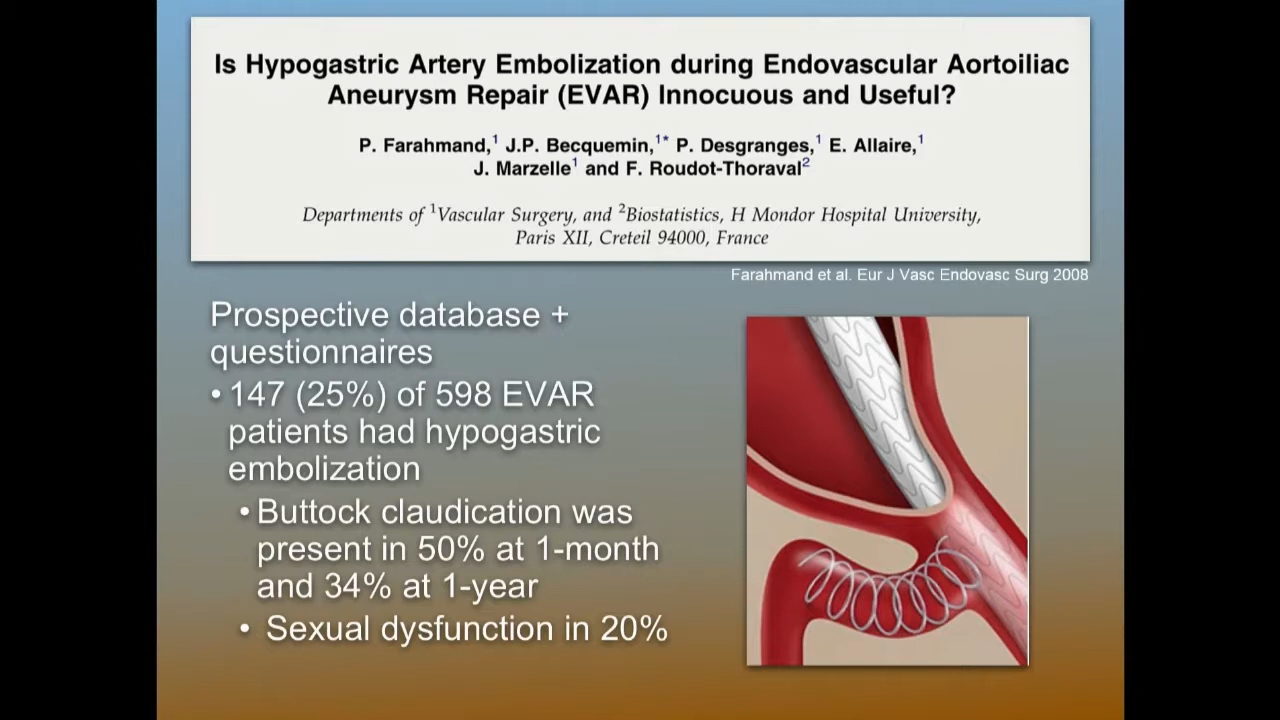 Is Hypogastric Artery Embolization during Endovascular Aortoiliac
Aneurysm Repair (EVAR) Innocuous and Useful?
P. Farahmand,¹ J.P. Becquemin,¹* P. Desgranges,¹ E. Allaire,¹
J. Marzelle¹ and F. Roudot-Thoraval²
Departments of ¹Vascular Surgery, and ²Biostatistics, H Mondor Hospital University,
Paris XII, Creteil 94000, France
Farahmand et al. Eur J Vasc Endovasc Surg 2008
Prospective database +
questionnaires
• 147 (25%) of 598 EVAR
patients had hypogastric
embolization
• Buttock claudication was
present in 50% at 1-month
and 34% at 1-year
• Sexual dysfunction in 20%